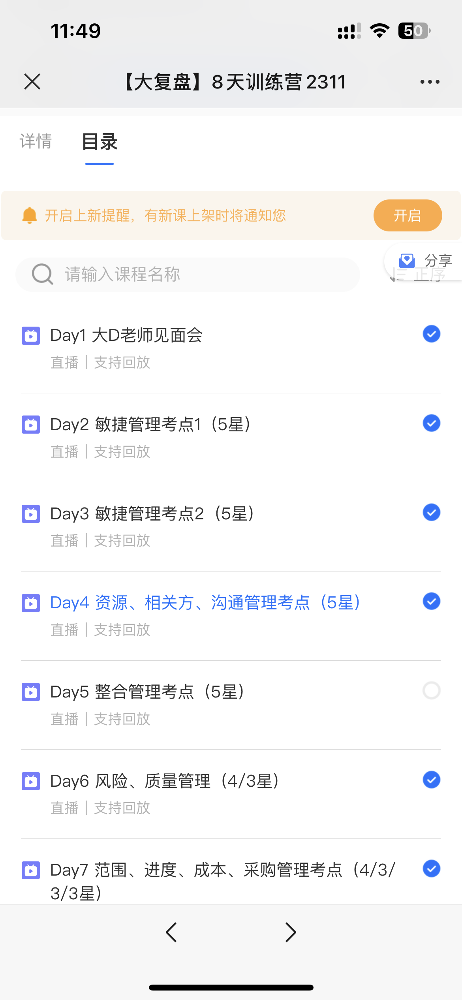 11:49
50
【大复盘】8天训练营2311
详情
目录
开启上新提醒，有新课上架时将通知您
开启
分享
请输入课程名称
正序
Day1 大D老师见面会
直播｜支持回放
Day2 敏捷管理考点1（5星）
直播｜支持回放
Day3 敏捷管理考点2（5星）
直播｜支持回放
Day4 资源、相关方、沟通管理考点（5星）
直播｜支持回放
Day5 整合管理考点（5星）
直播｜支持回放
Day6 风险、质量管理（4/3星）
直播｜支持回放
Day7 范围、进度、成本、采购管理考点（4/3/
3/3星）